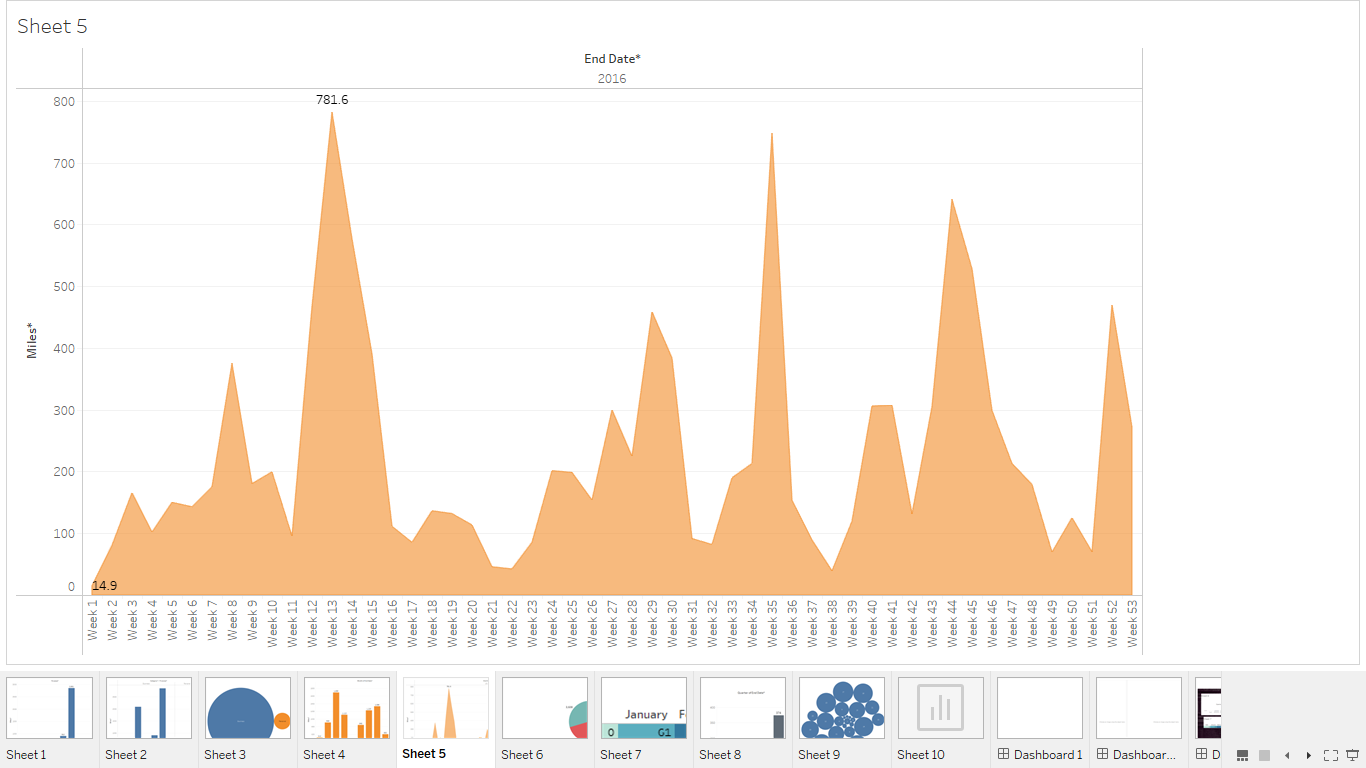 Sheet 5
End Date*
2016
781.6
800
700
600
500
400
300
200
100
0
Miles*
14.9
Week 1
Week 2
Week 3
Week 4
Week 5
Week 6
Week 7
Week 8
Week 9
Week 10
Week 11
Week 12
Week 13
Week 14
Week 15
Week 16
Week 17
Week 18
Week 19
Week 20
Week 21
Week 22
Week 23
Week 24
Week 25
Week 26
Week 27
Week 28
Week 29
Week 30
Week 31
Week 32
Week 33
Week 34
Week 35
Week 36
Week 37
Week 38
Week 39
Week 40
Week 41
Week 42
Week 43
Week 44
Week 45
Week 46
Week 47
Week 48
Week 49
Week 50
Week 51
Week 52
Week 53
January F
0 G1
Sheet 1 Sheet 2 Sheet 3 Sheet 4 Sheet 5 Sheet 6 Sheet 7 Sheet 8 Sheet 9 Sheet 10 Dashboard 1 Dashboar... D